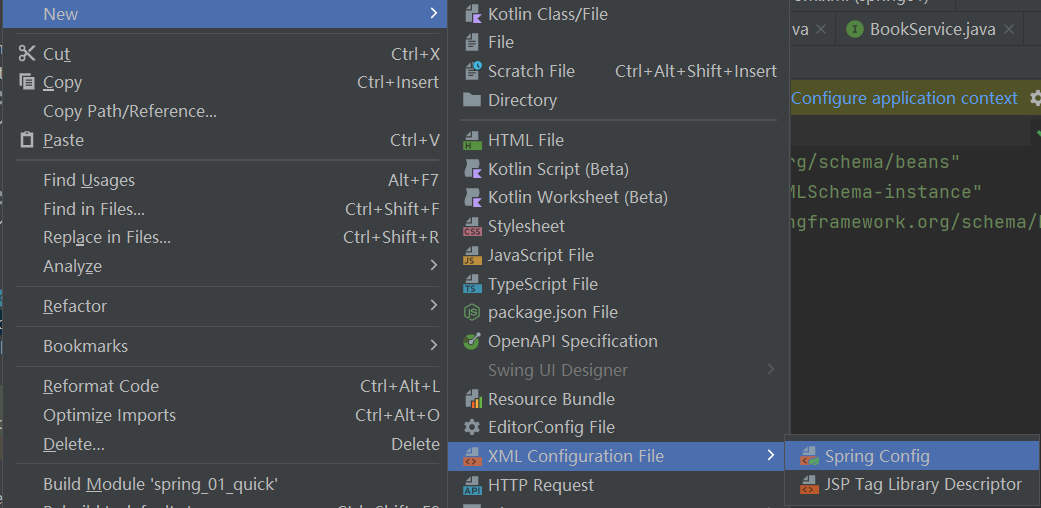 New
Cut Ctrl+X
Copy Ctrl+Insert
Copy Path/Reference...
Paste Ctrl+V
Find Usages Alt+F7
Find in Files... Ctrl+Shift+F
Replace in Files... Ctrl+Shift+R
Analyze
Refactor
Bookmarks
Reformat Code Ctrl+Alt+L
Optimize Imports Ctrl+Alt+O
Delete... Delete
Build Module 'spring_01_quick'
Kotlin Class/File
File
Scratch File Ctrl+Alt+Shift+Insert
Directory
HTML File
Kotlin Script (Beta)
Kotlin Worksheet (Beta)
Stylesheet
JavaScript File
TypeScript File
package.json File
OpenAPI Specification
Swing UI Designer
Resource Bundle
EditorConfig File
XML Configuration File
HTTP Request
Spring Config
JSP Tag Library Descriptor
va
BookService.java
Configure application context
rg/schema/beans"
MLSchema-instance"
ngframework.org/schema/